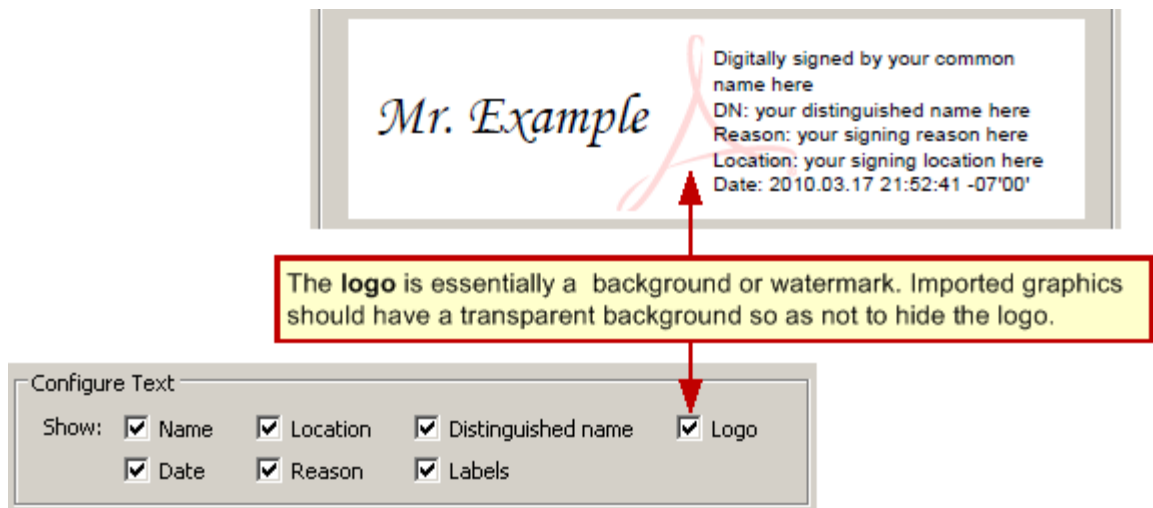 Mr. Example
Digitally signed by your common
name here
DN: your distinguished name here
Reason: your signing reason here
Location: your signing location here
Date: 2010.03.17 21:52:41 -07'00'
The logo is essentially a background or watermark. Imported graphics
should have a transparent background so as not to hide the logo.
Configure Text
Show: Name Location Distinguished name Logo
Date Reason Labels